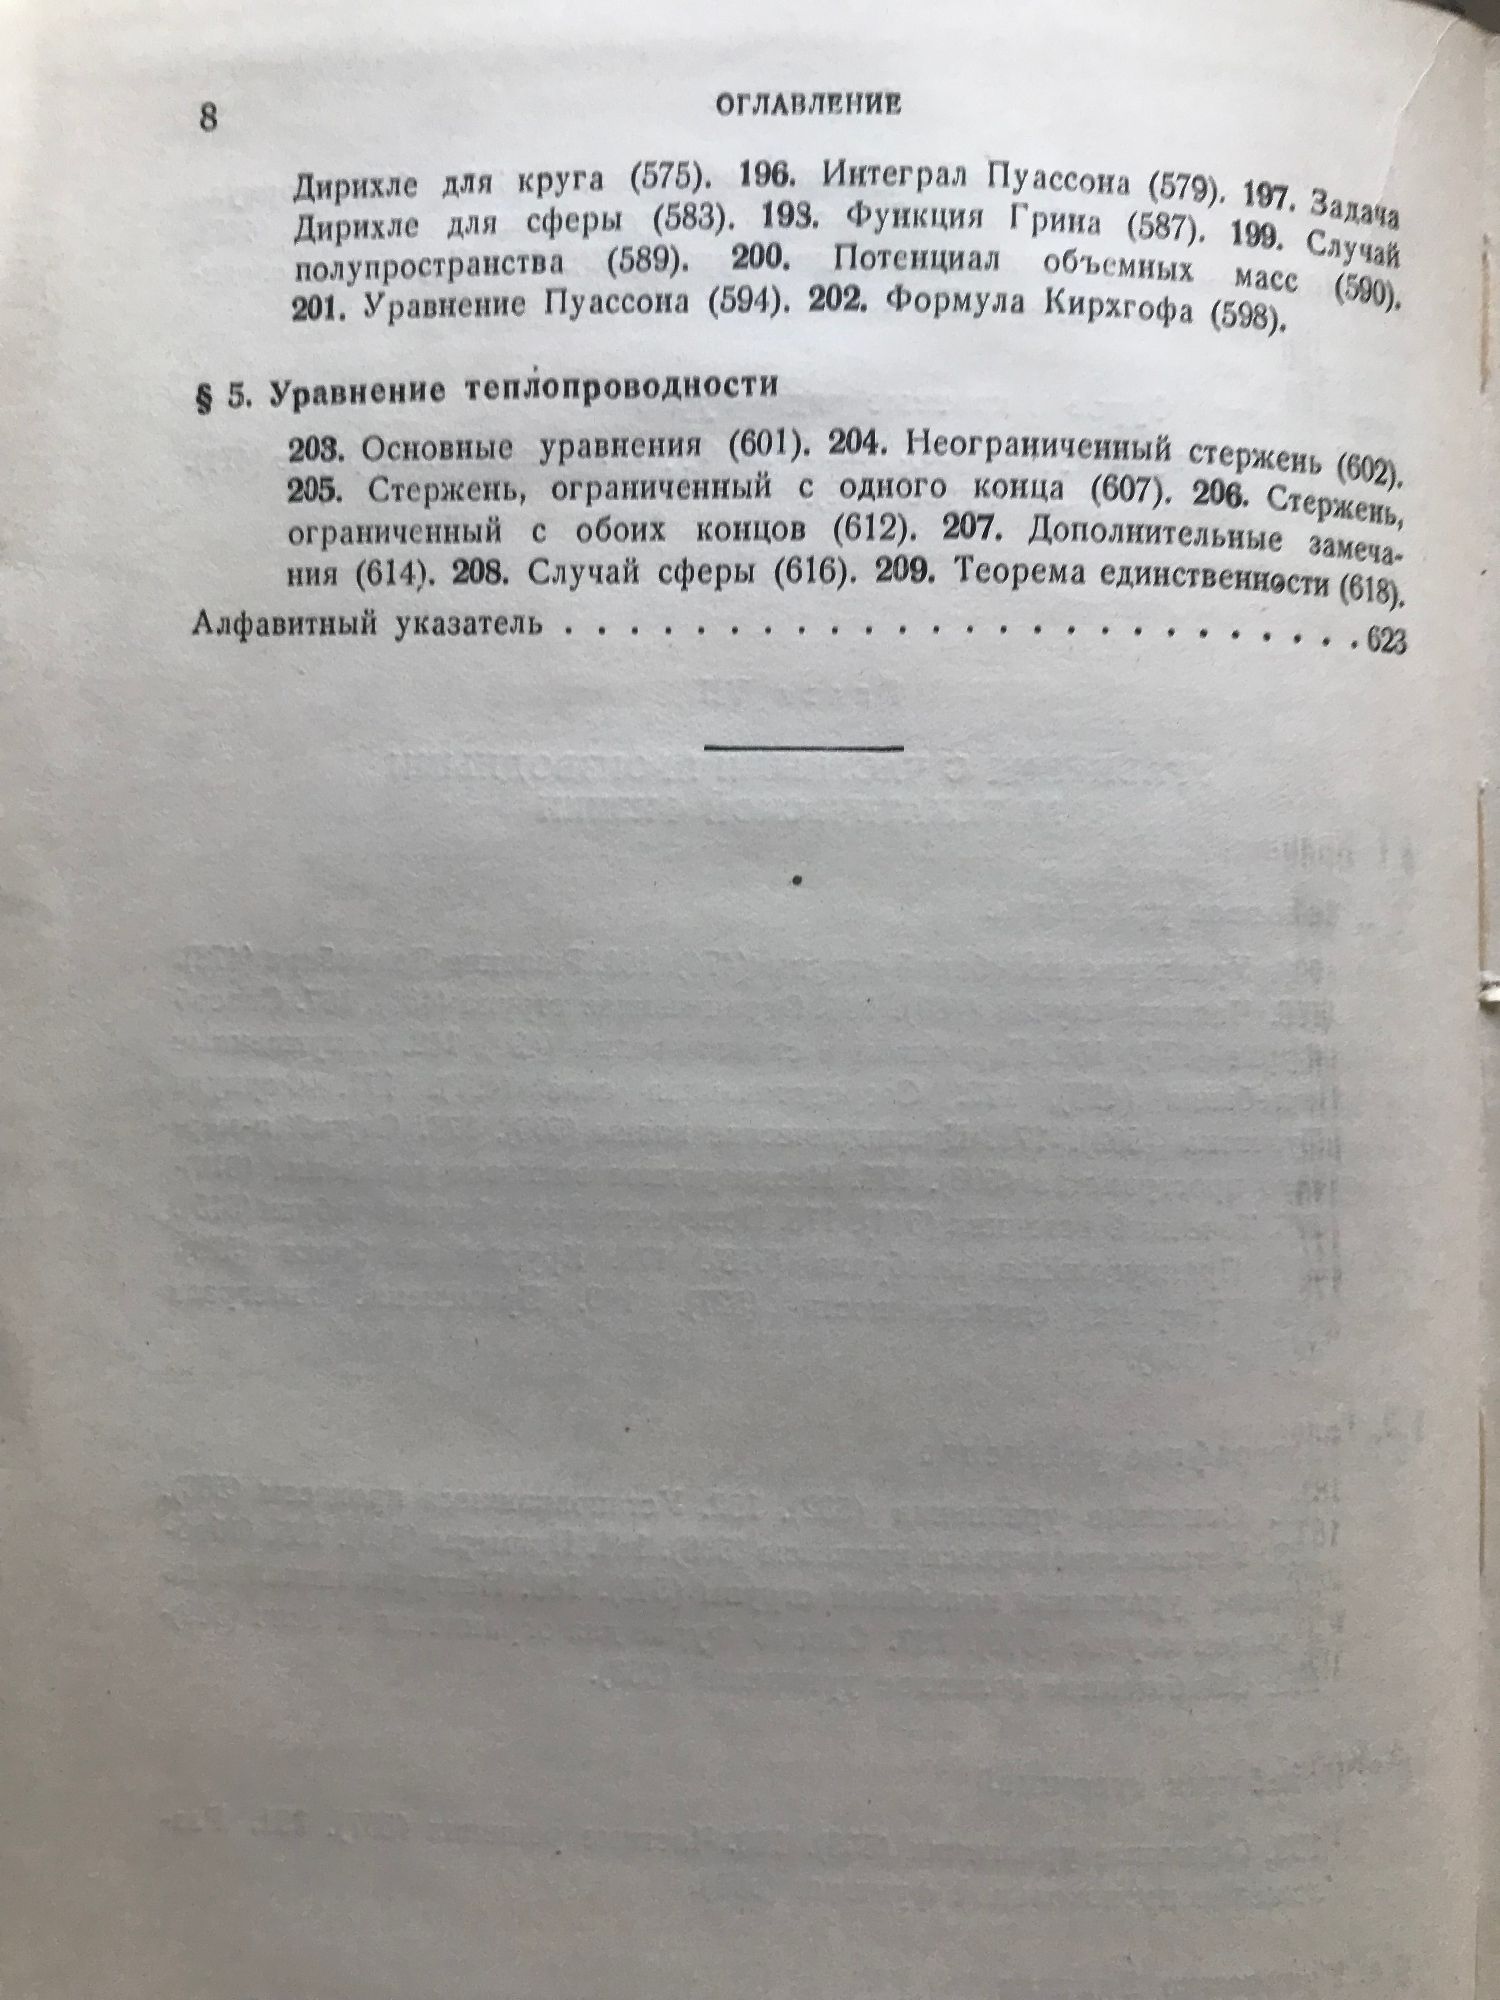 8
ОГЛАВЛЕНИЕ
Дирихле для круга (575). 196. Интеграл Пуассона (579). 197. Задача
Дирихле для сферы (583). 198. Функция Грина (587). 199. Случай
полупространства (589). 200. Потенциал объемных масс (590).
201. Уравнение Пуассона (594). 202. Формула Кирхгофа (598).
§ 5. Уравнение теплопроводности
203. Основные уравнения (601). 204. Неограниченный стержень (602).
205. Стержень, ограниченный с одного конца (607). 206. Стержень,
ограниченный с обоих концов (612). 207. Дополнительные замеча-
ния (614). 208. Случай сферы (616). 209. Теорема единственности (618).
Алфавитный указатель . . . . . . . . . . . . . . . . . . . . . . . . 623